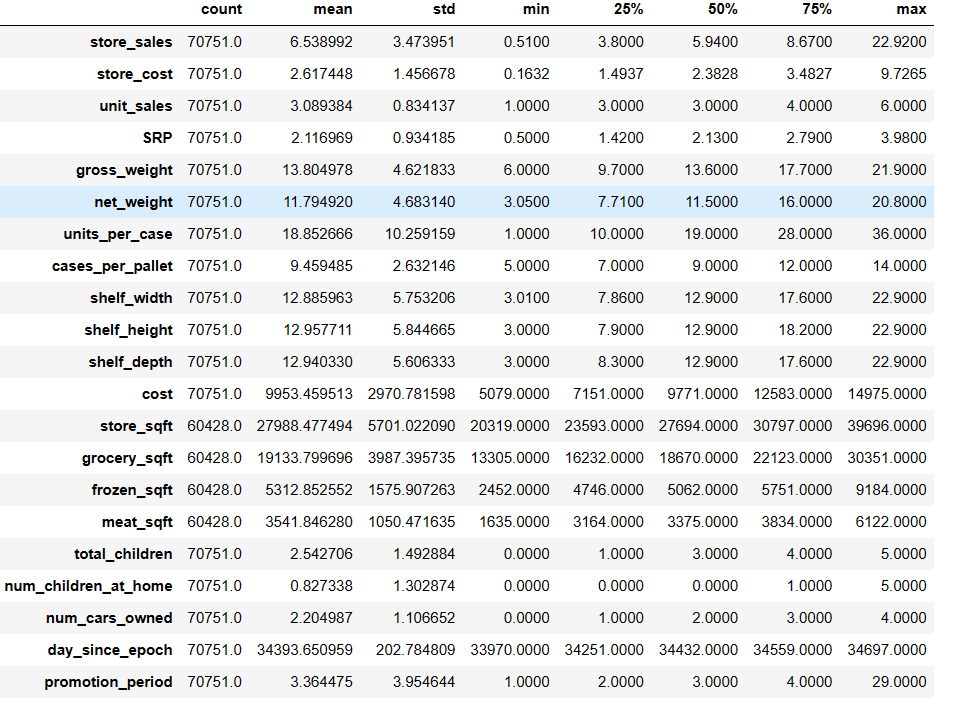 count mean std min 25% 50% 75% max
store_sales 70751.0 6.538992 3.473951 0.5100 3.8000 5.9400 8.6700 22.9200
store_cost 70751.0 2.617448 1.456678 0.1632 1.4937 2.3828 3.4827 9.7265
unit_sales 70751.0 3.089384 0.834137 1.0000 3.0000 3.0000 4.0000 6.0000
SRP 70751.0 2.116969 0.934185 0.5000 1.4200 2.1300 2.7900 3.9800
gross_weight 70751.0 13.804978 4.621833 6.0000 9.7000 13.6000 17.7000 21.9000
net_weight 70751.0 11.794920 4.683140 3.0500 7.7100 11.5000 16.0000 20.8000
units_per_case 70751.0 18.852666 10.259159 1.0000 10.0000 19.0000 28.0000 36.0000
cases_per_pallet 70751.0 9.459485 2.632146 5.0000 7.0000 9.0000 12.0000 14.0000
shelf_width 70751.0 12.885963 5.753206 3.0100 7.8600 12.9000 17.6000 22.9000
shelf_height 70751.0 12.957711 5.844665 3.0000 7.9000 12.9000 18.2000 22.9000
shelf_depth 70751.0 12.940330 5.606333 3.0000 8.3000 12.9000 17.6000 22.9000
cost 70751.0 9953.459513 2970.781598 5079.0000 7151.0000 9771.0000 12583.0000 14975.0000
store_sqft 60428.0 27988.477494 5701.022090 20319.0000 23593.0000 27694.0000 30797.0000 39696.0000
grocery_sqft 60428.0 19133.799696 3987.395735 13305.0000 16232.0000 18670.0000 22123.0000 30351.0000
frozen_sqft 60428.0 5312.852552 1575.907263 2452.0000 4746.0000 5062.0000 5751.0000 9184.0000
meat_sqft 60428.0 3541.846280 1050.471635 1635.0000 3164.0000 3375.0000 3834.0000 6122.0000
total_children 70751.0 2.542706 1.492884 0.0000 1.0000 3.0000 4.0000 5.0000
num_children_at_home 70751.0 0.827338 1.302874 0.0000 0.0000 0.0000 1.0000 5.0000
num_cars_owned 70751.0 2.204987 1.106652 0.0000 1.0000 2.0000 3.0000 4.0000
day_since_epoch 70751.0 34393.650959 202.784809 33970.0000 34251.0000 34432.0000 34559.0000 34697.0000
promotion_period 70751.0 3.364475 3.954644 1.0000 2.0000 3.0000 4.0000 29.0000